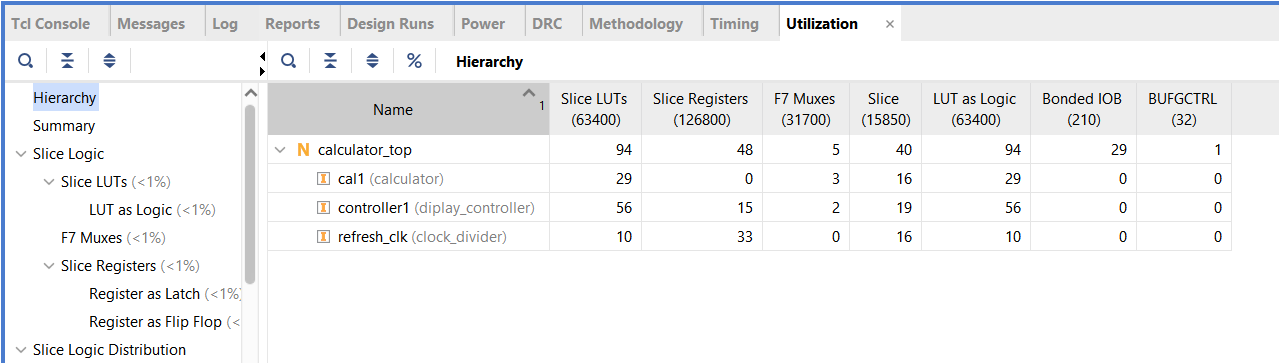 Tcl Console Messages Log Reports Design Runs Power DRC Methodology Timing Utilization ×
% Hierarchy
Hierarchy
Summary
Slice Logic
Slice LUTs (<1%)
LUT as Logic (<1%)
F7 Muxes (<1%)
Slice Registers (<1%)
Register as Latch (<1%)
Register as Flip Flop (<
Slice Logic Distribution
Name 1 Slice LUTs Slice Registers F7 Muxes Slice LUT as Logic Bonded IOB BUFGCTRL
(63400) (126800) (31700) (15850) (63400) (210) (32)
N calculator_top 94 48 5 40 94 29 1
I cal1 (calculator) 29 0 3 16 29 0 0
I controller1 (diplay_controller) 56 15 2 19 56 0 0
I refresh_clk (clock_divider) 10 33 0 16 10 0 0